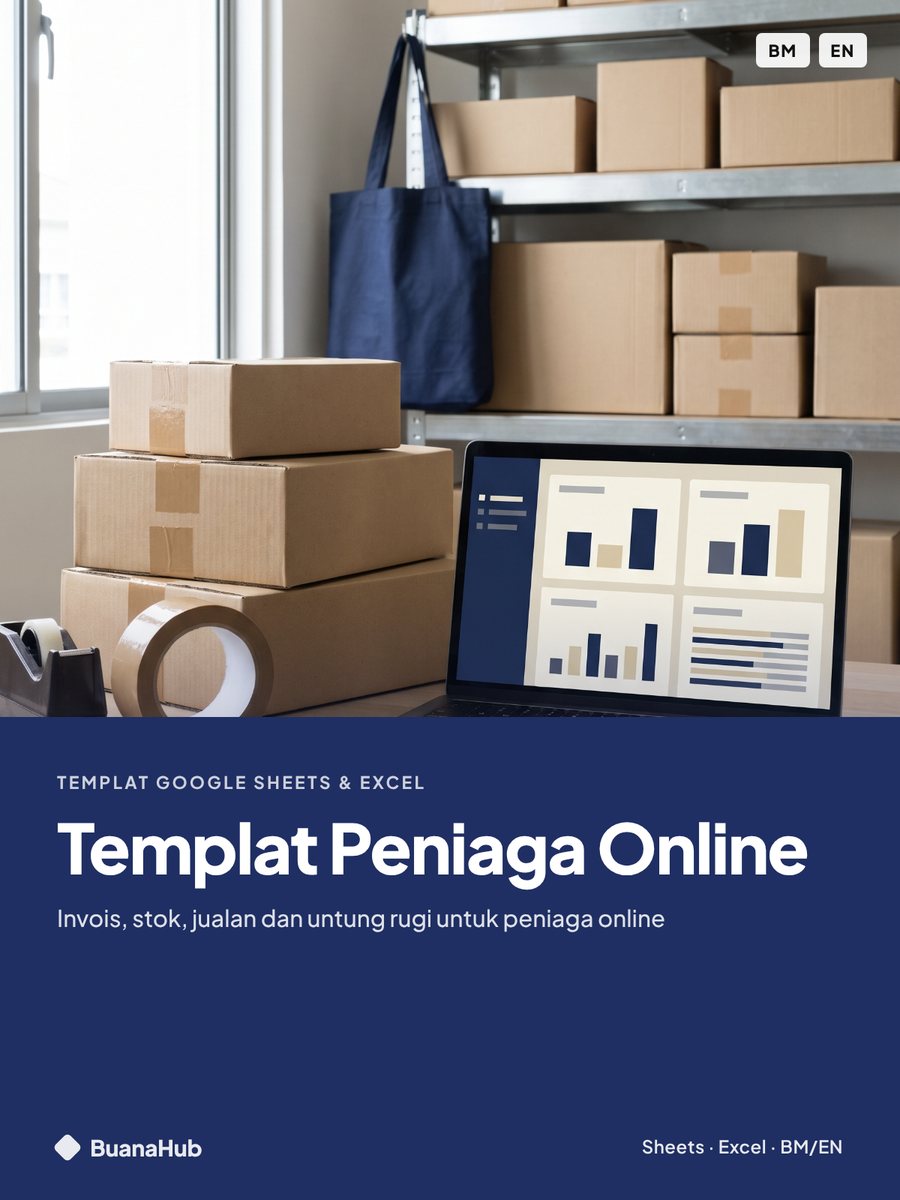 BM EN
TEMPLAT GOOGLE SHEETS & EXCEL
Templat Peniaga Online
Invois, stok, jualan dan untung rugi untuk peniaga online
BuanaHub
Sheets · Excel · BM/EN